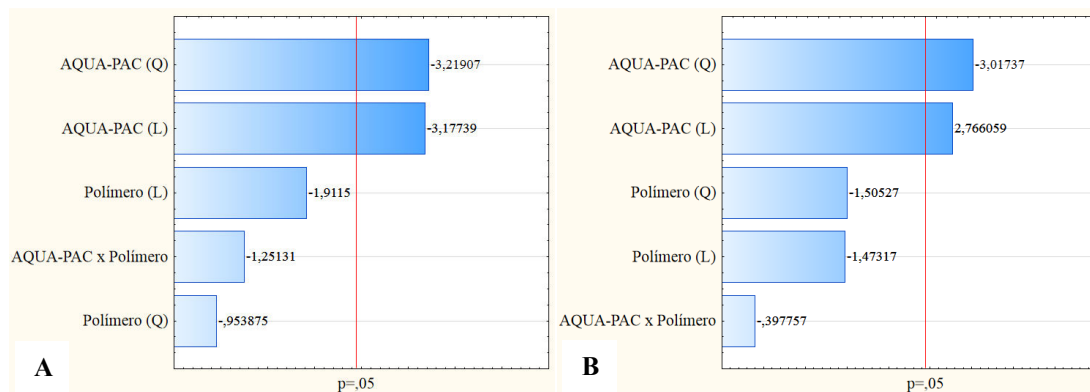 AQUA-PAC (Q)
-3,21907
AQUA-PAC (L)
-3,17739
Polímero (L)
-1,9115
AQUA-PAC x Polímero
-1,25131
Polímero (Q)
-,953875
A
p=,05
AQUA-PAC (Q)
-3,01737
AQUA-PAC (L)
2,766059
Polímero (Q)
-1,50527
Polímero (L)
-1,47317
AQUA-PAC x Polímero
-,397757
B
p=,05